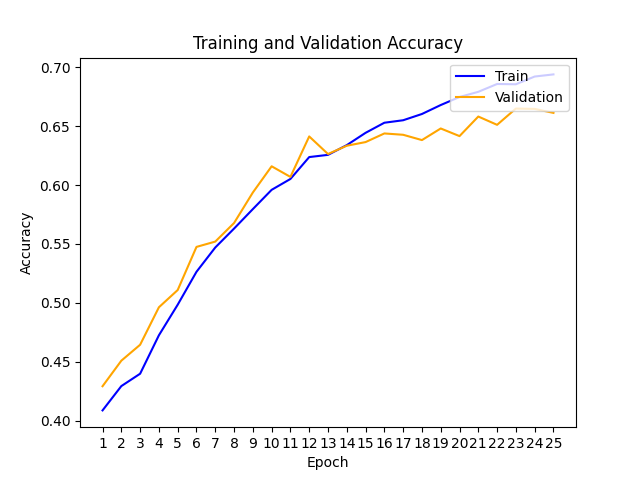 Training and Validation Accuracy
0.70
0.65
0.60
0.55
0.50
0.45
0.40
Accuracy
Train
Validation
1 2 3 4 5 6 7 8 9 10 11 12 13 14 15 16 17 18 19 20 21 22 23 24 25
Epoch